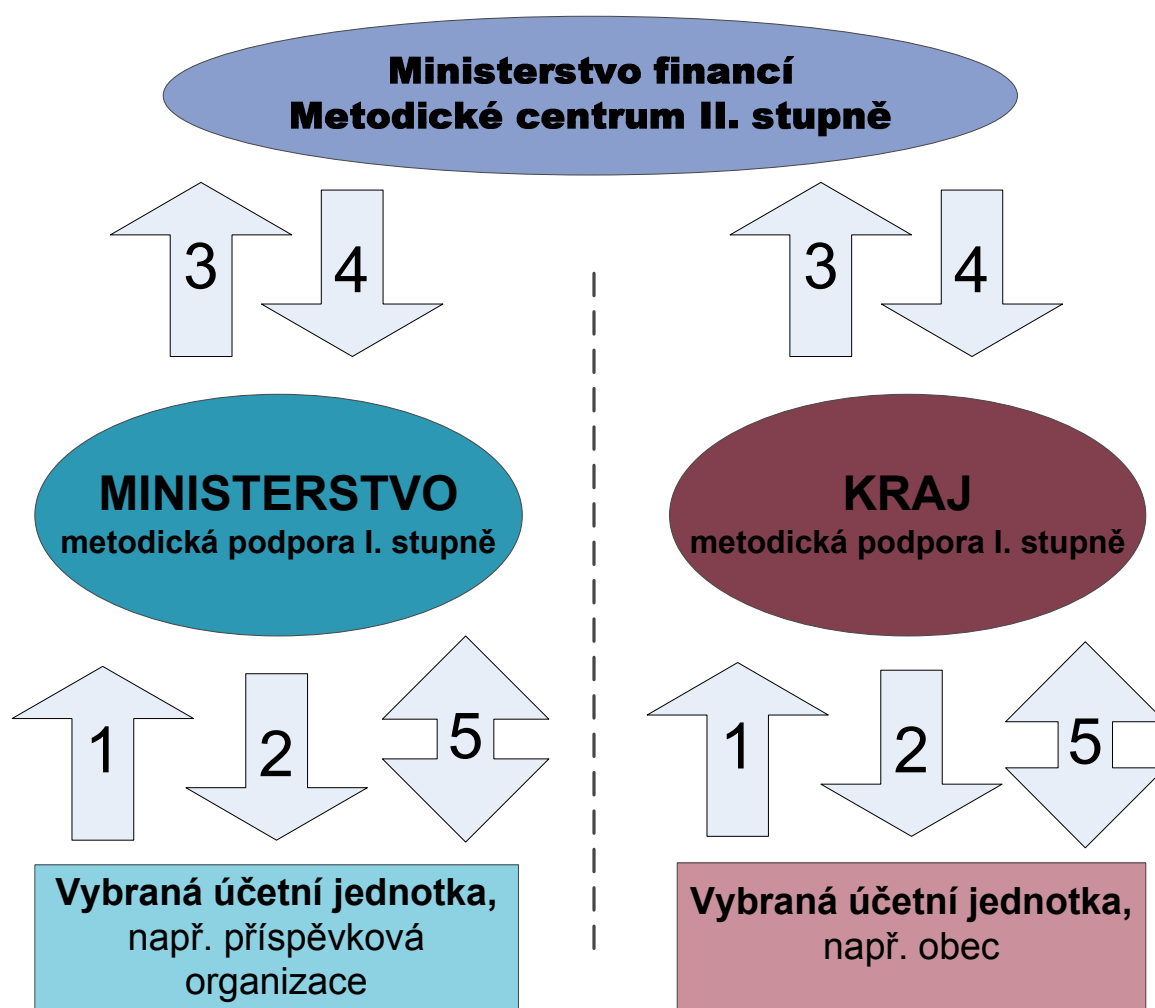 Ministerstvo financí
Metodické centrum II. stupně
3
4
3
4
MINISTERSTVO
metodická podpora I. stupně
KRAJ
metodická podpora I. stupně
1
2
5
1
2
5
Vybraná účetní jednotka,
např. příspěvková
organizace
Vybraná účetní jednotka,
např. obec